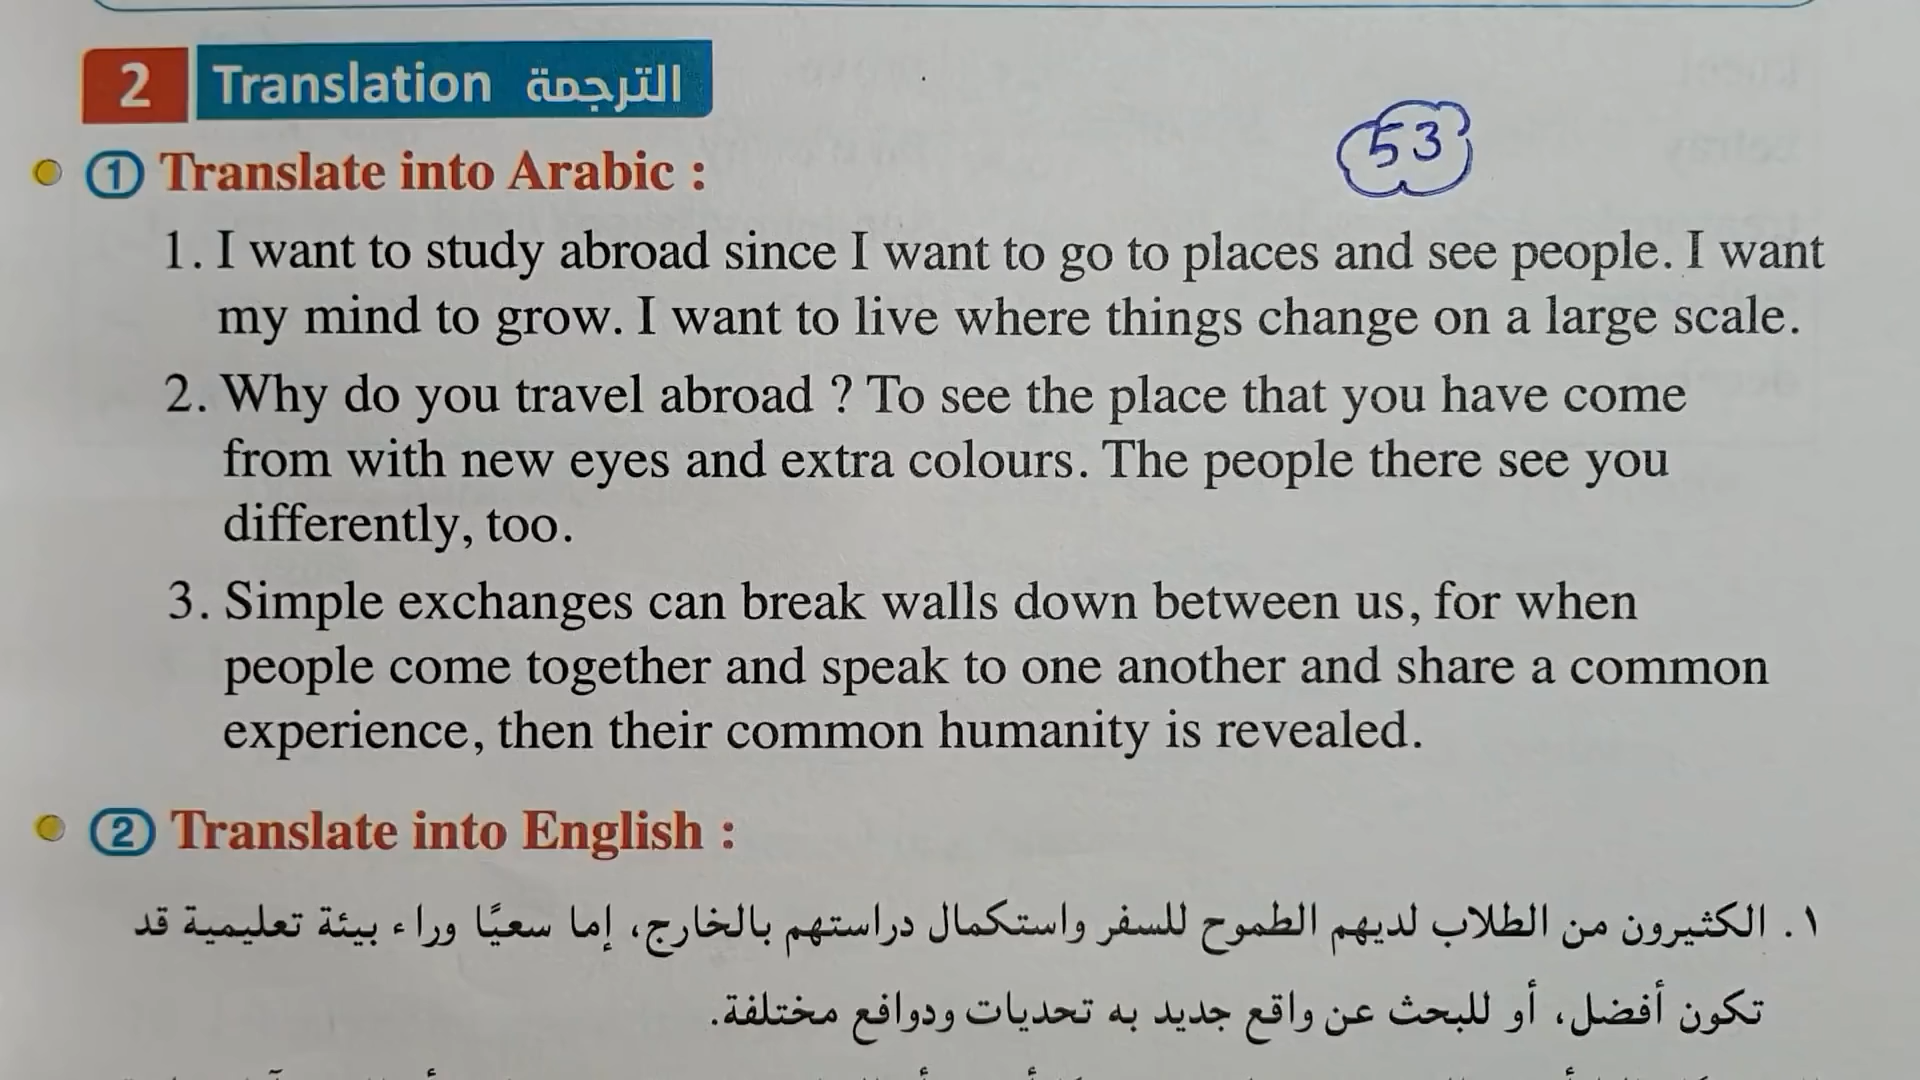 2 Translation الترجمة
53
1 Translate into Arabic :
1. I want to study abroad since I want to go to places and see people. I want
my mind to grow. I want to live where things change on a large scale.
2. Why do you travel abroad ? To see the place that you have come
from with new eyes and extra colours. The people there see you
differently, too.
3. Simple exchanges can break walls down between us, for when
people come together and speak to one another and share a common
experience, then their common humanity is revealed.
2 Translate into English :
١. الكثيرون من الطلاب لديهم الطموح للسفر واستكمال دراستهم بالخارج، إما سعيًا وراء بيئة تعليمية قد
تكون أفضل، أو للبحث عن واقع جديد به تحديات ودوافع مختلفة.